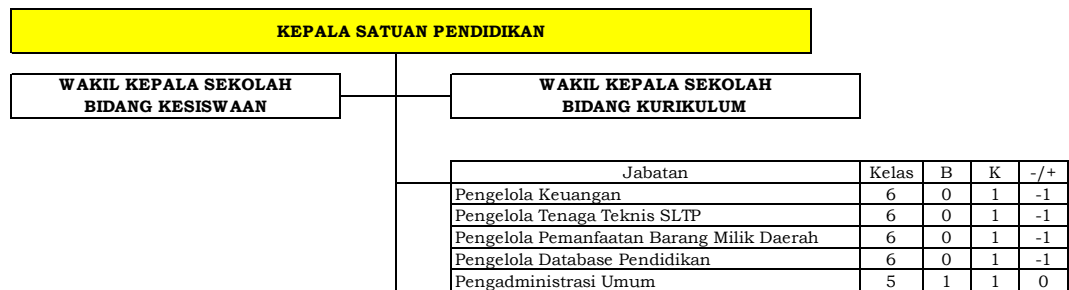 KEPALA SATUAN PENDIDIKAN
WAKIL KEPALA SEKOLAH
BIDANG KESISWAAN
WAKIL KEPALA SEKOLAH
BIDANG KURIKULUM
Jabatan Kelas B K -/+
Pengelola Keuangan 6 0 1 -1
Pengelola Tenaga Teknis SLTP 6 0 1 -1
Pengelola Pemanfaatan Barang Milik Daerah 6 0 1 -1
Pengelola Database Pendidikan 6 0 1 -1
Pengadministrasi Umum 5 1 1 0